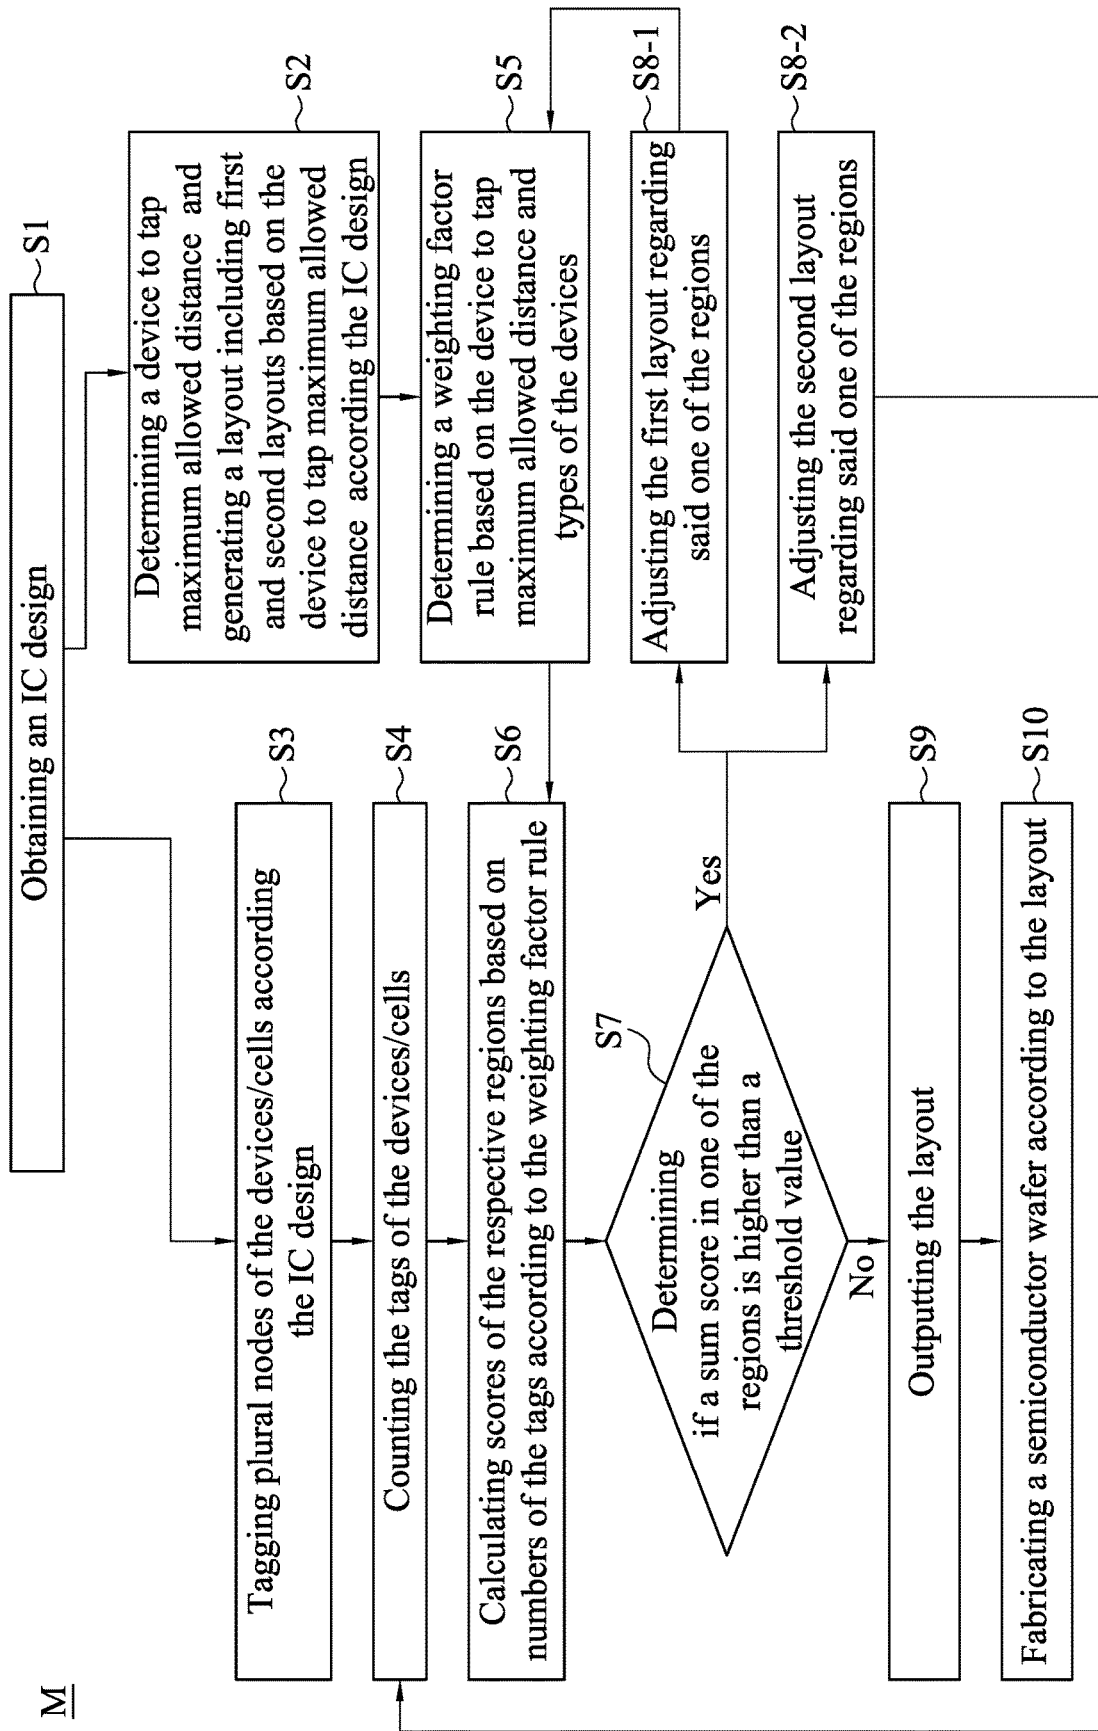 M
Obtaining an IC design
S1
Determining a device to tap
maximum allowed distance and
generating a layout including first
and second layouts based on the
device to tap maximum allowed
distance according the IC design
S2
Tagging plural nodes of the devices/cells according
the IC design
S3
Counting the tags of the devices/cells
S4
Determining a weighting factor
rule based on the device to tap
maximum allowed distance and
types of the devices
S5
Calculating scores of the respective regions based on
numbers of the tags according to the weighting factor rule
S6
Determining
if a sum score in one of the
regions is higher than a
threshold value
S7
Yes
No
Adjusting the first layout regarding
said one of the regions
S8-1
Adjusting the second layout
regarding said one of the regions
S8-2
Outputting the layout
S9
Fabricating a semiconductor wafer according to the layout
S10